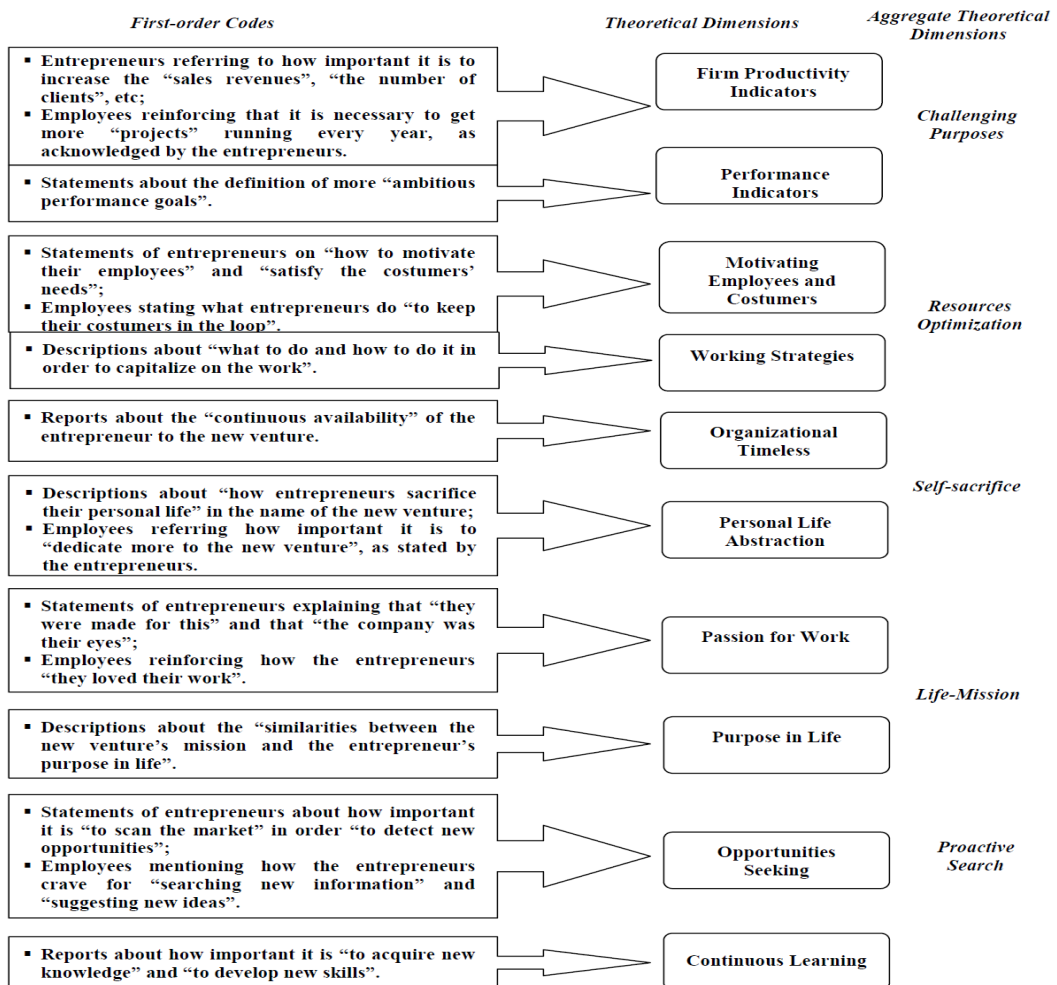 First-order Codes
Theoretical Dimensions
Aggregate Theoretical
Dimensions
▪ Entrepreneurs referring to how important it is to
increase the “sales revenues”, “the number of
clients”, etc;
▪ Employees reinforcing that it is necessary to get
more “projects” running every year, as
acknowledged by the entrepreneurs.
Firm Productivity
Indicators
Challenging
Purposes
▪ Statements about the definition of more “ambitious
performance goals”.
Performance
Indicators
▪ Statements of entrepreneurs on “how to motivate
their employees” and “satisfy the costumers’
needs”;
▪ Employees stating what entrepreneurs do “to keep
their costumers in the loop”.
Motivating
Employees and
Costumers
Resources
Optimization
▪ Descriptions about “what to do and how to do it in
order to capitalize on the work”.
Working Strategies
▪ Reports about the “continuous availability” of the
entrepreneur to the new venture.
Organizational
Timeless
▪ Descriptions about “how entrepreneurs sacrifice
their personal life” in the name of the new venture;
▪ Employees referring how important it is to
“dedicate more to the new venture”, as stated by
the entrepreneurs.
Personal Life
Abstraction
Self-sacrifice
▪ Statements of entrepreneurs explaining that “they
were made for this” and that “the company was
their eyes”;
▪ Employees reinforcing how the entrepreneurs
“they loved their work”.
Passion for Work
Life-Mission
▪ Descriptions about the “similarities between the
new venture’s mission and the entrepreneur’s
purpose in life”.
Purpose in Life
▪ Statements of entrepreneurs about how important
it is “to scan the market” in order “to detect new
opportunities”;
▪ Employees mentioning how the entrepreneurs
crave for “searching new information” and
“suggesting new ideas”.
Opportunities
Seeking
Proactive
Search
▪ Reports about how important it is “to acquire new
knowledge” and “to develop new skills”.
Continuous Learning